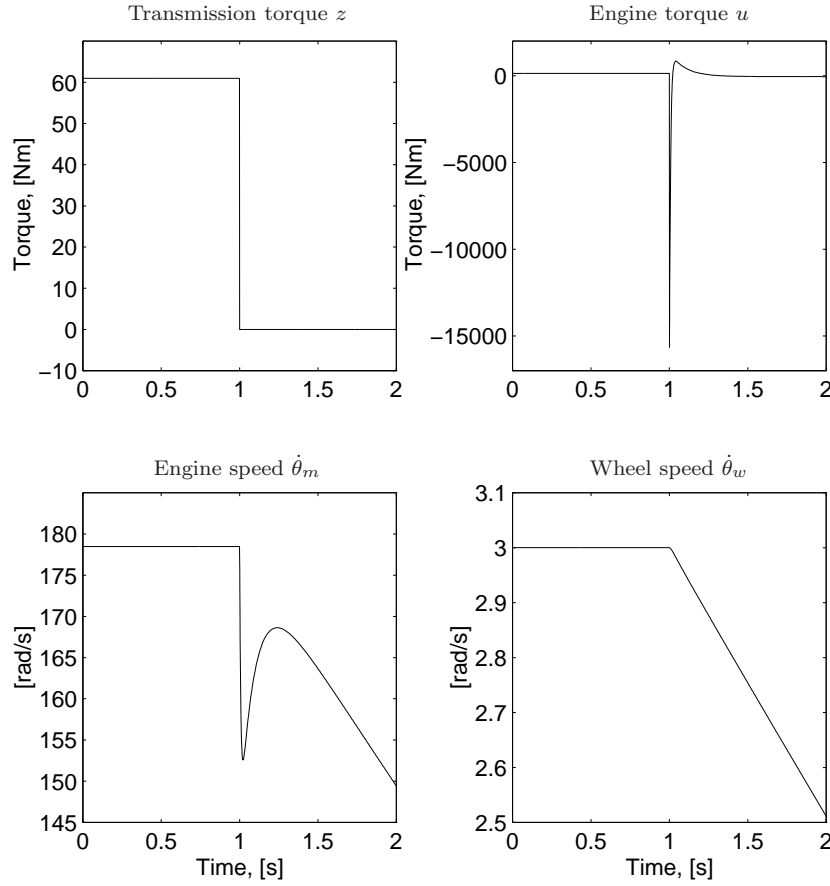 Transmission torque z
Torque, [Nm]
60
50
40
30
20
10
0
−10
0 0.5 1 1.5 2
Engine torque u
Torque, [Nm]
0
−5000
−10000
−15000
0 0.5 1 1.5 2
Engine speed θ̇m
[rad/s]
180
175
170
165
160
155
150
145
0 0.5 1 1.5 2
Time, [s]
Wheel speed θ̇w
[rad/s]
3.1
3
2.9
2.8
2.7
2.6
2.5
0 0.5 1 1.5 2
Time, [s]